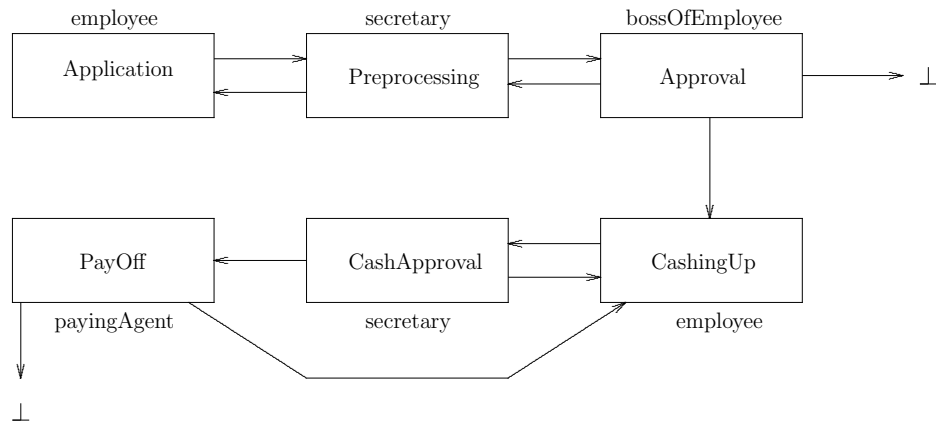 employee
secretary
bossOfEmployee
Application
Preprocessing
Approval
⊥
PayOff
CashApproval
CashingUp
payingAgent
secretary
employee
⊥